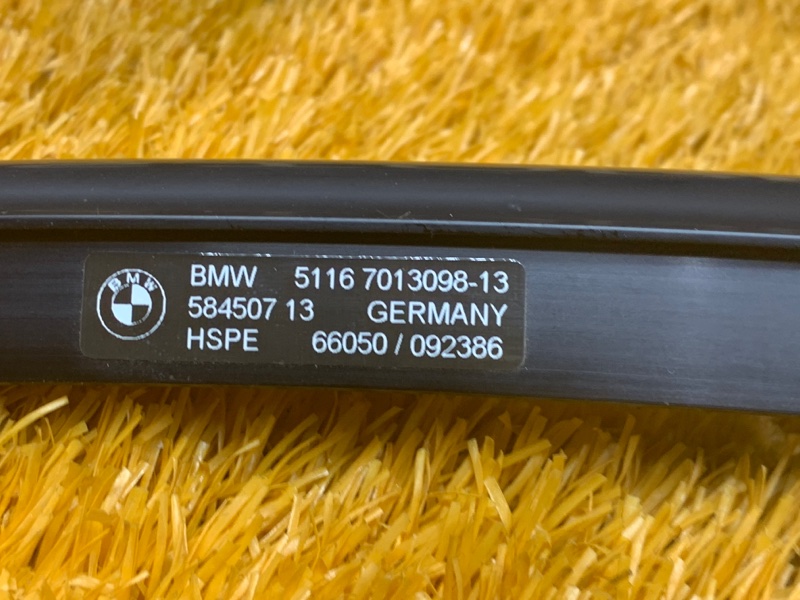 BMW
BMW 5116 7013098-13
584507 13 GERMANY
HSPE 66050 / 092386